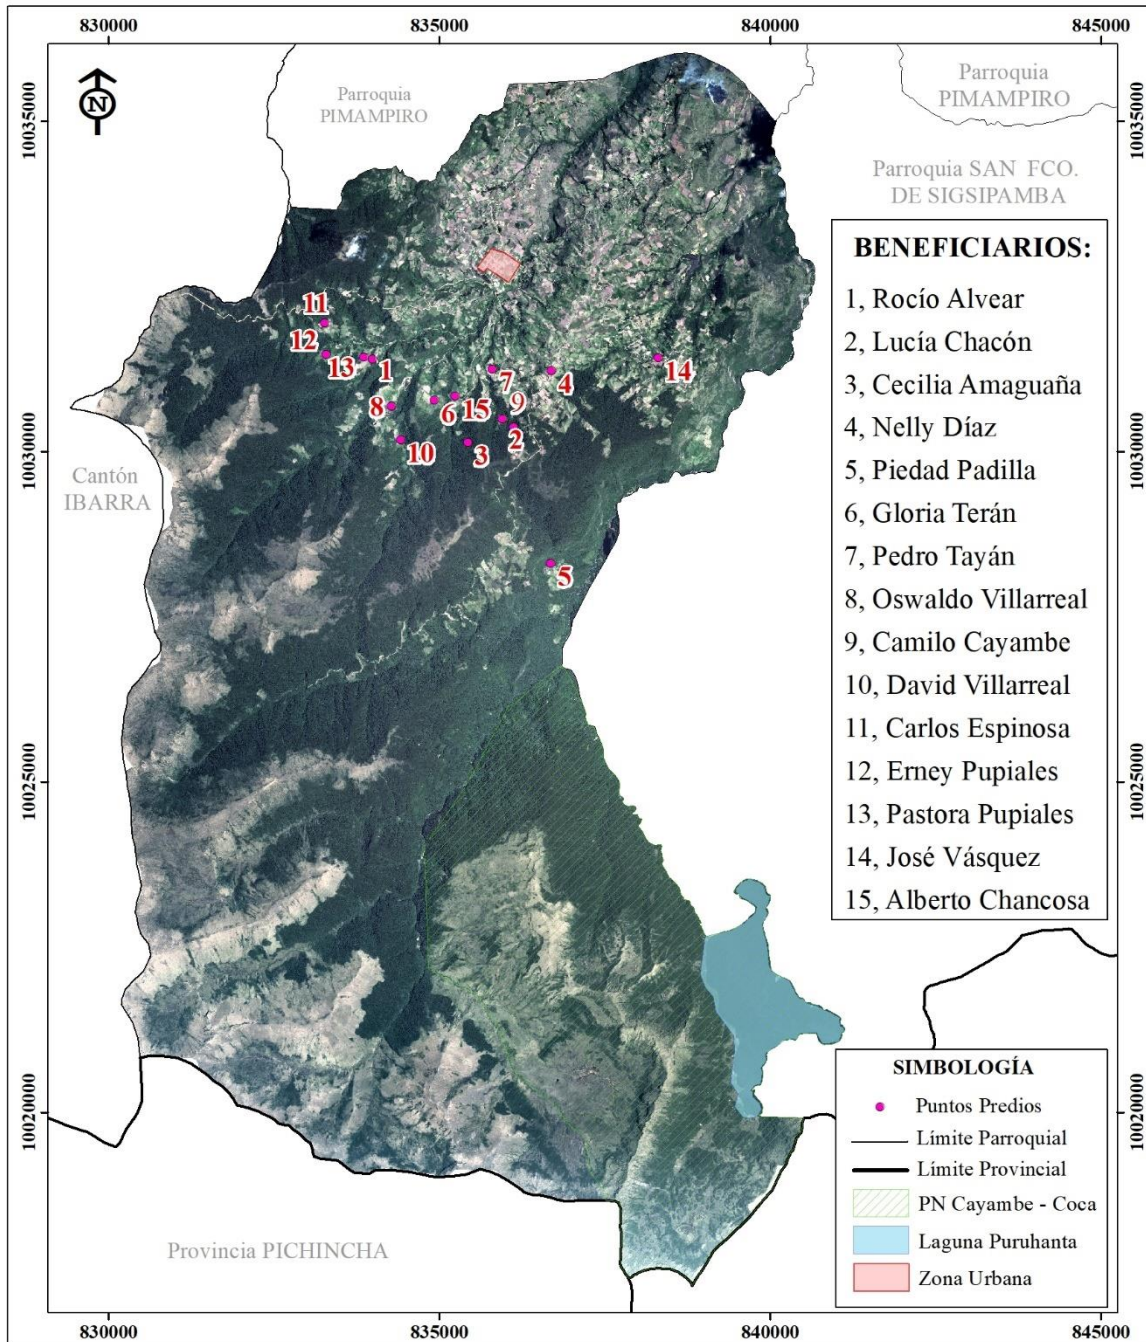 830000
835000
840000
845000
10035000
10035000
N
Parroquia
PIMAMPIRO
Parroquia
PIMAMPIRO
Parroquia SAN FCO.
DE SIGSIPAMBA
BENEFICIARIOS:
1, Rocío Alvear
2, Lucía Chacón
3, Cecilia Amaguaña
4, Nelly Díaz
5, Piedad Padilla
6, Gloria Terán
7, Pedro Tayán
8, Oswaldo Villarreal
9, Camilo Cayambe
10, David Villarreal
11, Carlos Espinosa
12, Erney Pupiales
13, Pastora Pupiales
14, José Vásquez
15, Alberto Chancosa
11
12
13
1
7
4
14
8
6
15
9
10
3
2
5
10030000
10030000
Cantón
IBARRA
10025000
10025000
10020000
10020000
SIMBOLOGÍA
Puntos Predios
Límite Parroquial
Límite Provincial
PN Cayambe - Coca
Laguna Puruhanta
Zona Urbana
Provincia PICHINCHA
830000
835000
840000
845000